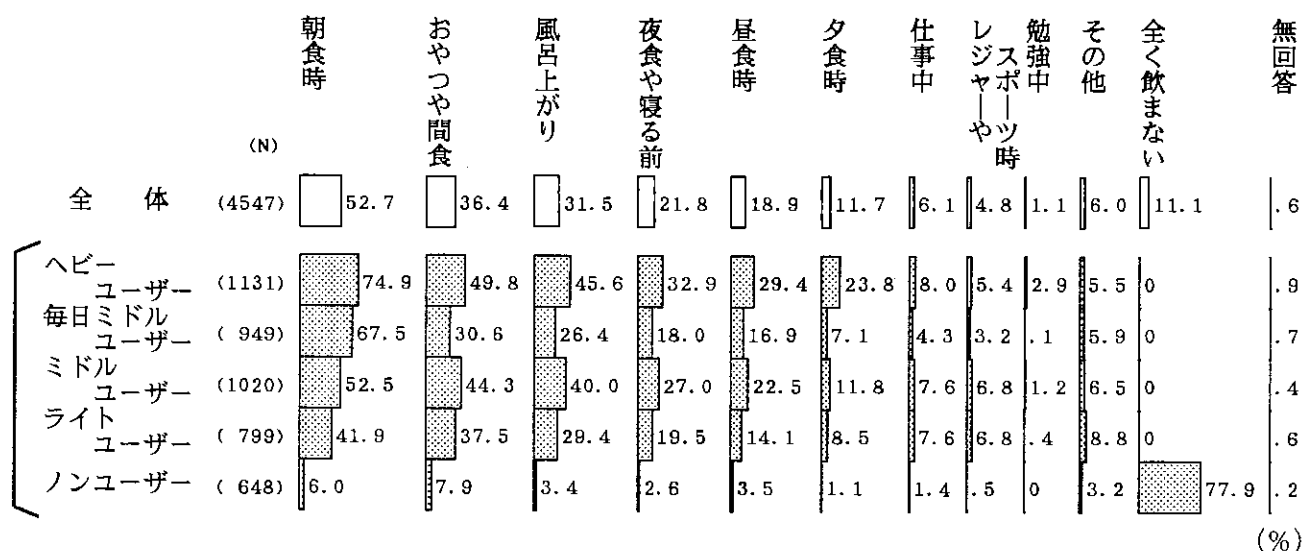 朝食時 おやつや間食 風呂上がり 夜食や寝る前 昼食時 夕食時 仕事中 レジャーや スポーツ時 勉強中 その他 全く飲まない 無回答
(N)
全 体 (4547) 52.7 36.4 31.5 21.8 18.9 11.7 6.1 4.8 1.1 6.0 11.1 .6
ヘビー
ユーザー (1131) 74.9 49.8 45.6 32.9 29.4 23.8 8.0 5.4 2.9 5.5 0 .9
毎日ミドル
ユーザー ( 949) 67.5 30.6 26.4 18.0 16.9 7.1 4.3 3.2 .1 5.9 0 .7
ミドル
ユーザー (1020) 52.5 44.3 40.0 27.0 22.5 11.8 7.6 6.8 1.2 6.5 0 .4
ライト
ユーザー ( 799) 41.9 37.5 29.4 19.5 14.1 8.5 7.6 6.8 .4 8.8 0 .6
ノンユーザー ( 648) 6.0 7.9 3.4 2.6 3.5 1.1 1.4 .5 0 3.2 77.9 .2
(%)